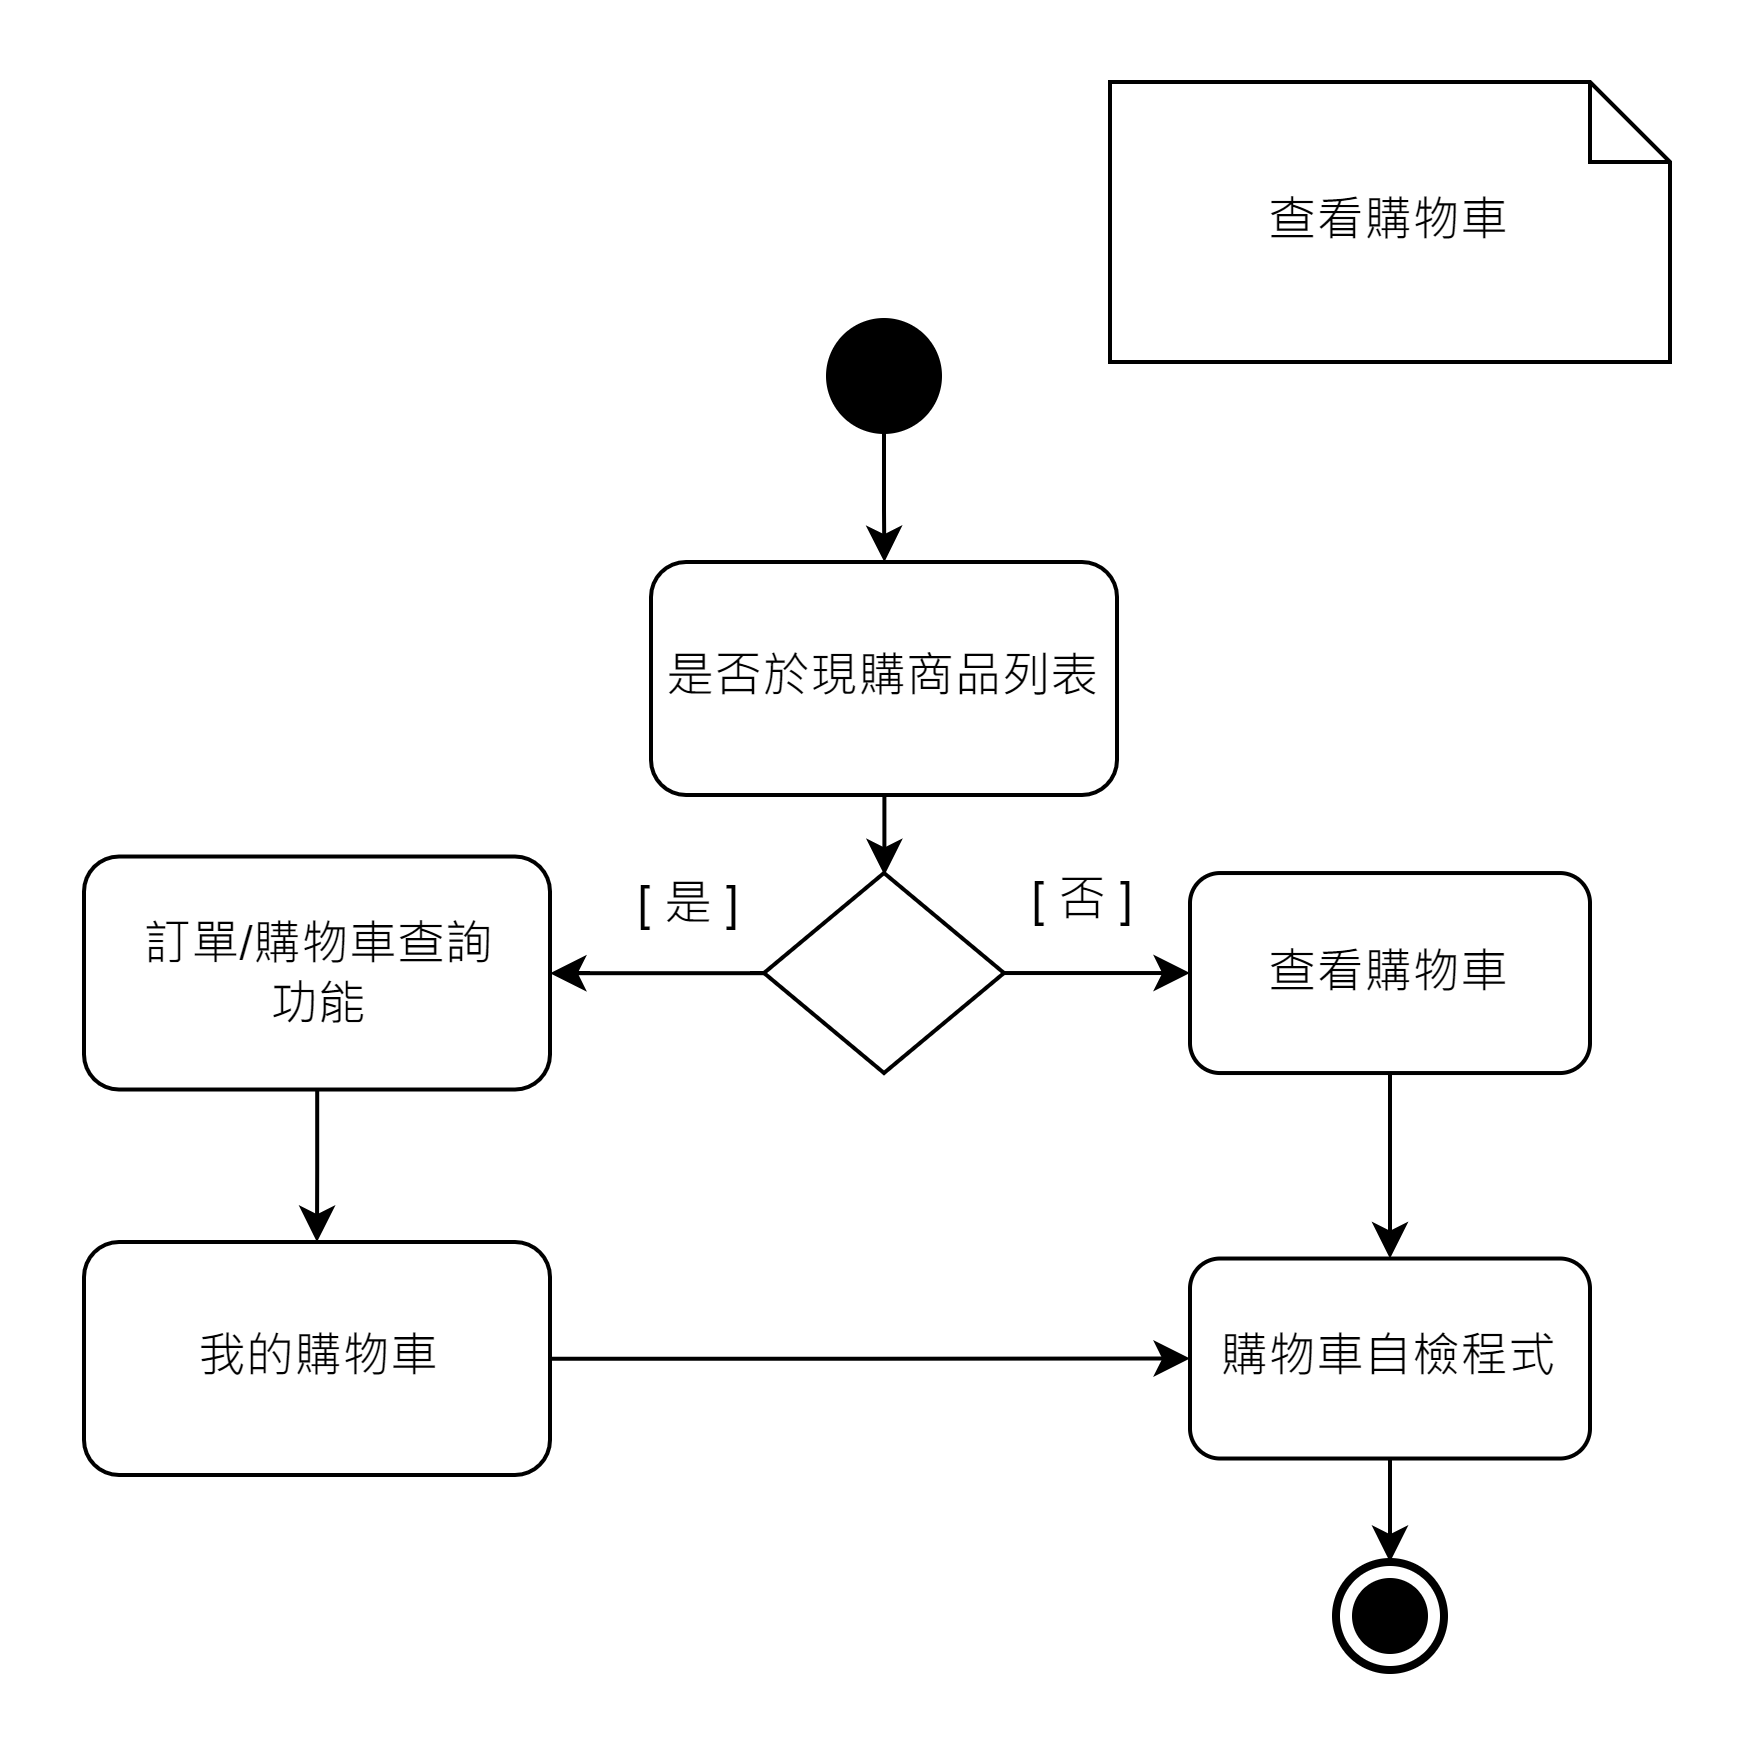 查看購物車
是否於現購商品列表
[ 是 ]
[ 否 ]
訂單/購物車查詢
功能
查看購物車
我的購物車
購物車自檢程式